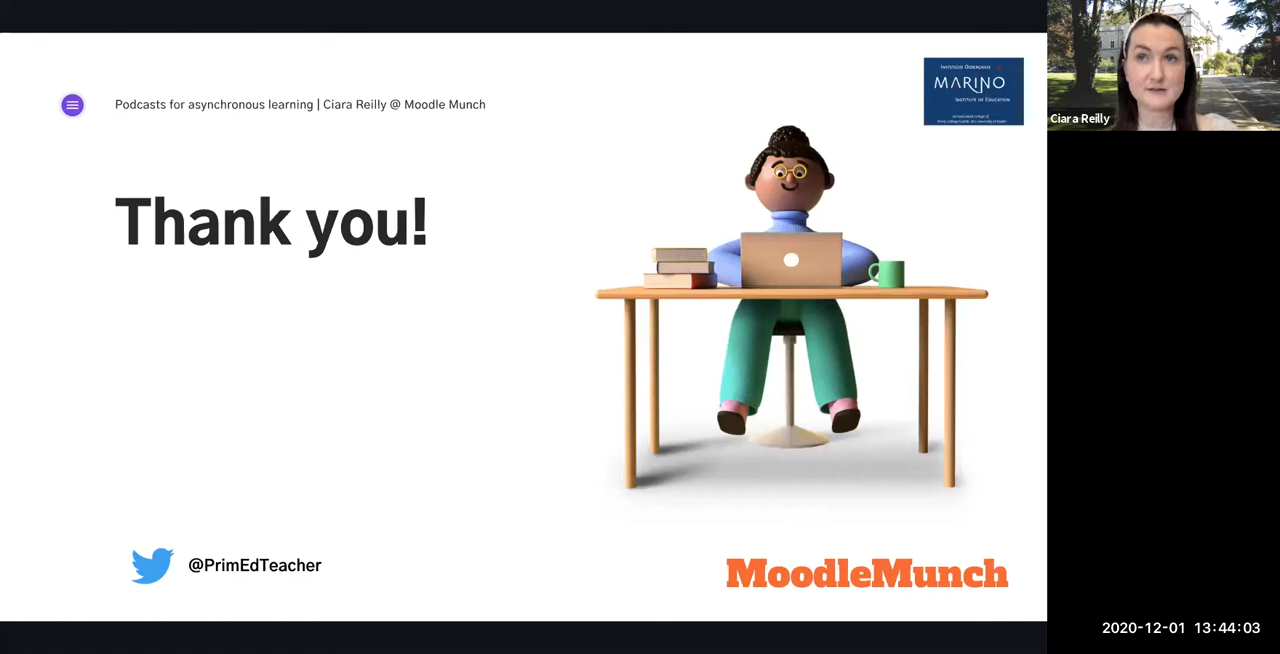 Podcasts for asynchronous learning | Ciara Reilly @ Moodle Munch
MARINO
INSTITUTE OF EDUCATION
Thank you!
@PrimEdTeacher
MoodleMunch
Ciara Reilly
2020-12-01 13:44:03